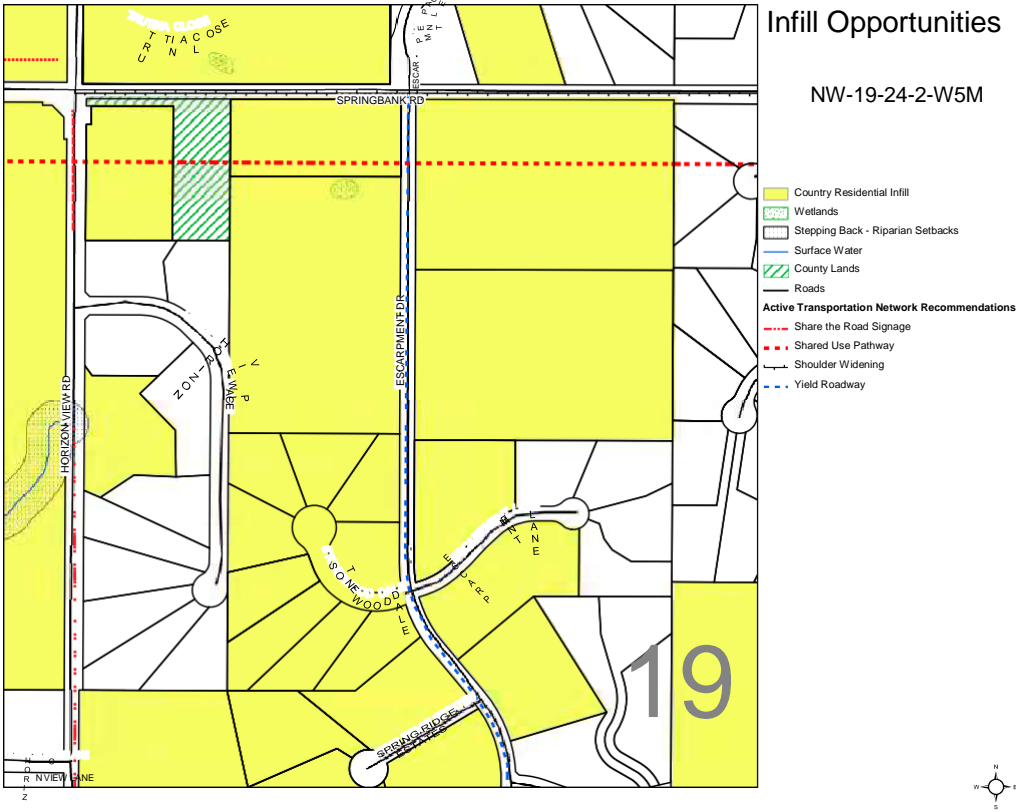 Infill Opportunities
NW-19-24-2-W5M
Country Residential Infill
Wetlands
Stepping Back - Riparian Setbacks
Surface Water
County Lands
Roads
Active Transportation Network Recommendations
Share the Road Signage
Shared Use Pathway
Shoulder Widening
Yield Roadway
SPRINGBANK RD
ESCARPMENT DR
HORIZON VIEW RD
SPRING RIDGE
ESTATES
19
N
W
E
S